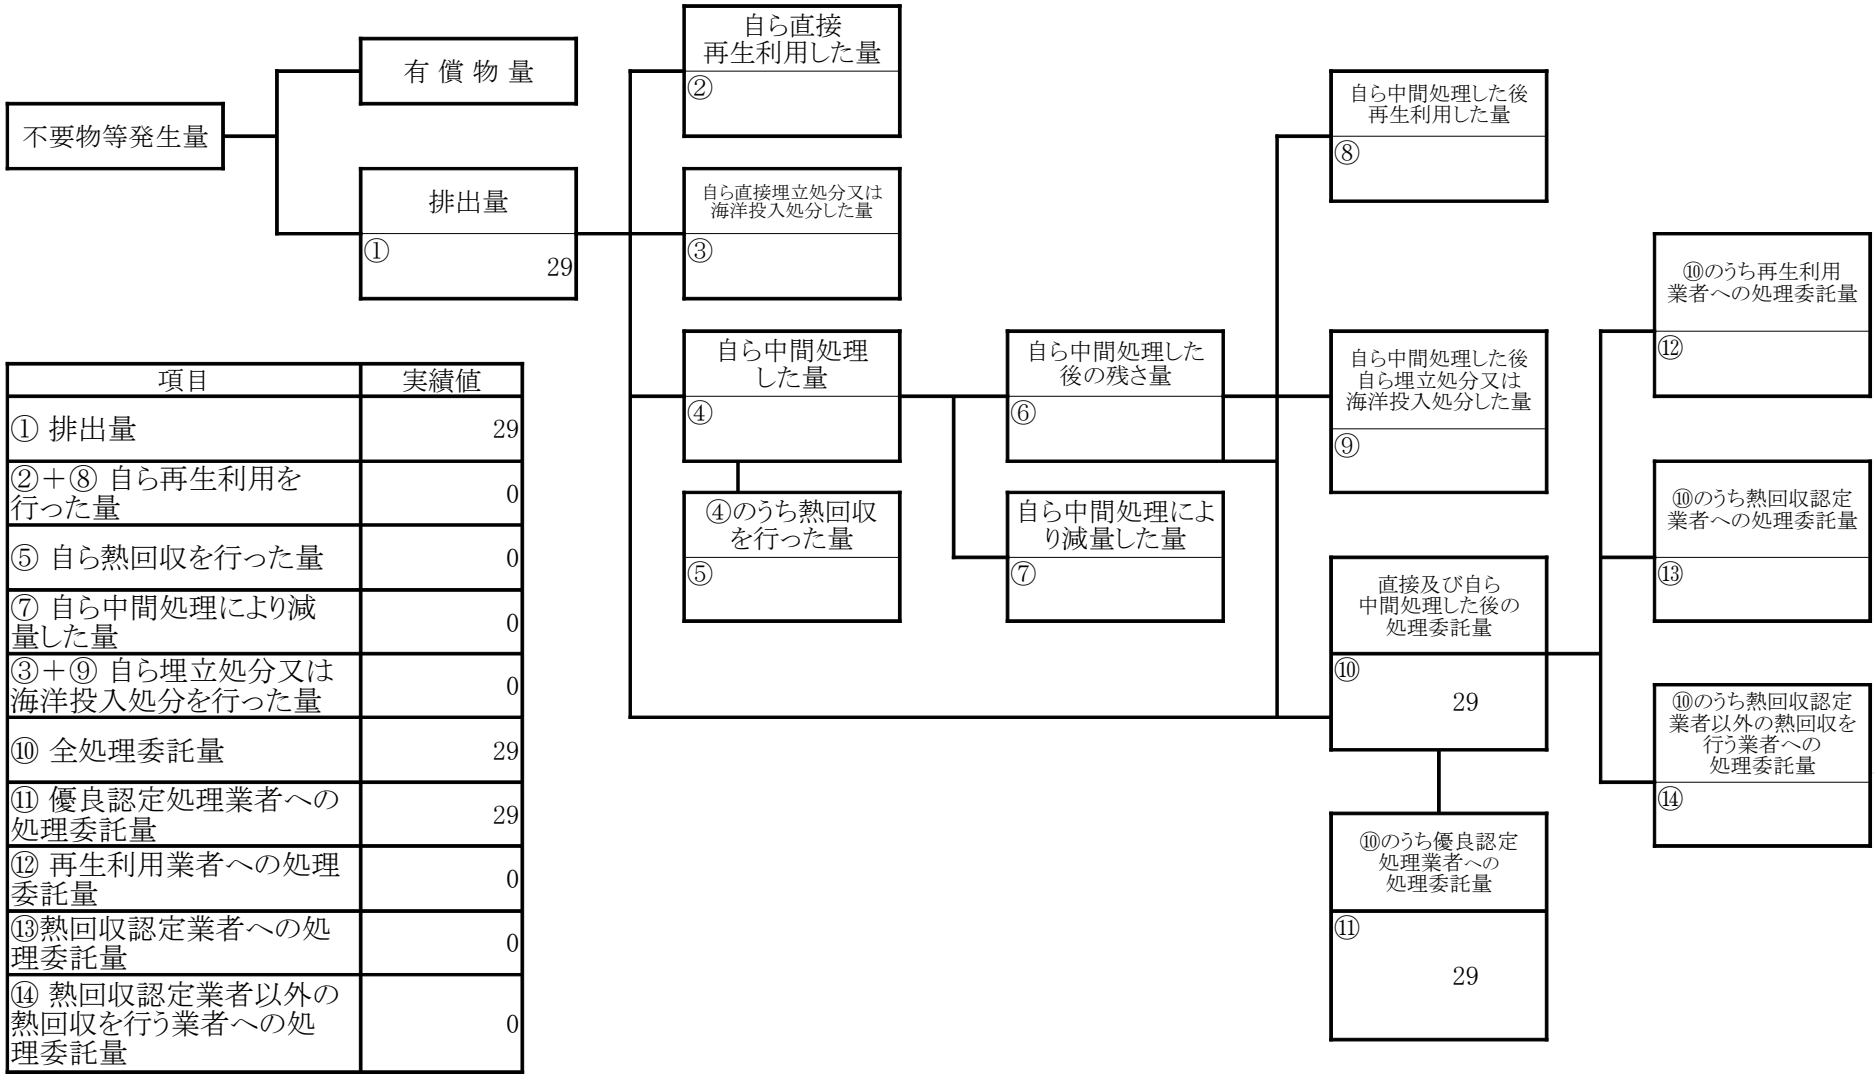 不要物等発生量
有 償 物 量
排出量
①
29
自ら直接
再生利用した量
②
自ら直接埋立処分又は
海洋投入処分した量
③
自ら中間処理
した量
④
④のうち熱回収
を行った量
⑤
自ら中間処理した
後の残さ量
⑥
自ら中間処理によ
り減量した量
⑦
自ら中間処理した後
再生利用した量
⑧
自ら中間処理した後
自ら埋立処分又は
海洋投入処分した量
⑨
直接及び自ら
中間処理した後の
処理委託量
⑩
29
⑩のうち優良認定
処理業者への
処理委託量
⑪
29
⑩のうち再生利用
業者への処理委託量
⑫
⑩のうち熱回収認定
業者への処理委託量
⑬
⑩のうち熱回収認定
業者以外の熱回収を
行う業者への
処理委託量
⑭
項目 実績値
① 排出量 29
②＋⑧ 自ら再生利用を
行った量 0
⑤ 自ら熱回収を行った量 0
⑦ 自ら中間処理により減
量した量 0
③＋⑨ 自ら埋立処分又は
海洋投入処分を行った量 0
⑩ 全処理委託量 29
⑪ 優良認定処理業者への
処理委託量 29
⑫ 再生利用業者への処理
委託量 0
⑬熱回収認定業者への処
理委託量 0
⑭ 熱回収認定業者以外の
熱回収を行う業者への処
理委託量 0